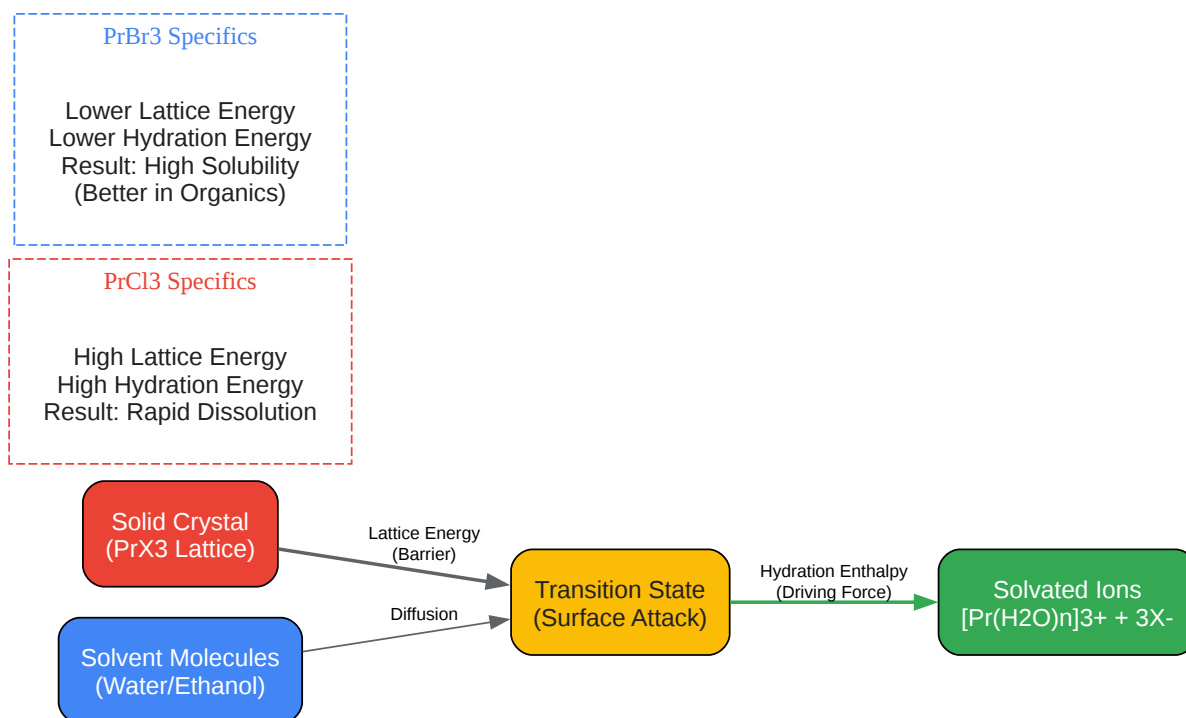 PrBr3 Specifics
Lower Lattice Energy
Lower Hydration Energy
Result: High Solubility
(Better in Organics)
PrCl3 Specifics
High Lattice Energy
High Hydration Energy
Result: Rapid Dissolution
Solid Crystal
(PrX3 Lattice)
Lattice Energy
(Barrier)
Solvent Molecules
(Water/Ethanol)
Diffusion
Transition State
(Surface Attack)
Hydration Enthalpy
(Driving Force)
Solvated Ions
[Pr(H2O)n]3+ + 3X-